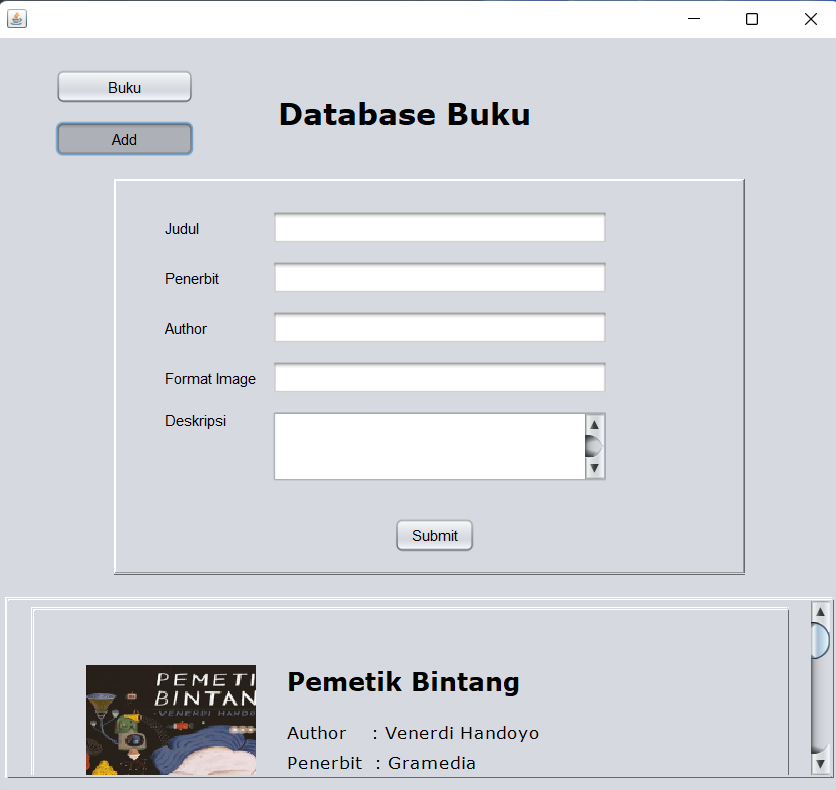 Buku
Add
Database Buku
Judul
Penerbit
Author
Format Image
Deskripsi
Submit
PEMETI
BINTAN
VENERDI HANDO
Pemetik Bintang
Author : Venerdi Handoyo
Penerbit : Gramedia